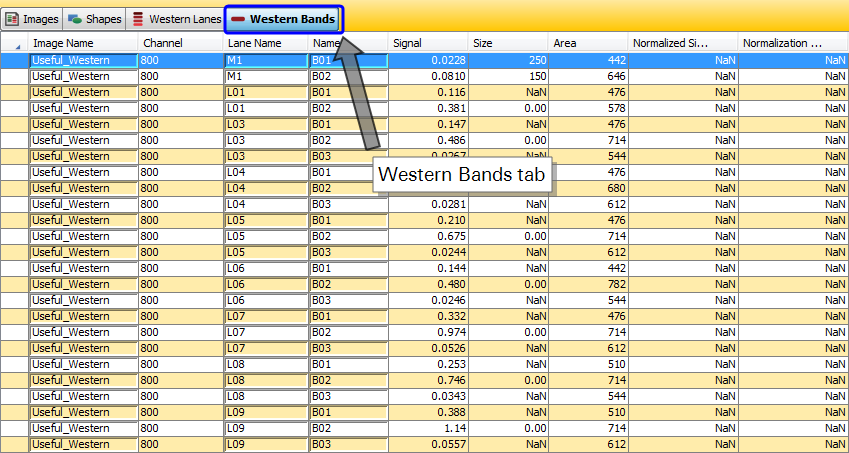 Images Shapes Western Lanes Western Bands
Image Name Channel Lane Name Name Signal Size Area Normalized Si... Normalization ...
Useful_Western 800 M1 B01 0.0228 250 442 NaN NaN
Useful_Western 800 M1 B02 0.0810 150 646 NaN NaN
Useful_Western 800 L01 B01 0.116 NaN 476 NaN NaN
Useful_Western 800 L01 B02 0.381 0.00 578 NaN NaN
Useful_Western 800 L03 B01 0.147 NaN 476 NaN NaN
Useful_Western 800 L03 B02 0.486 0.00 714 NaN NaN
Useful_Western 800 L03 B03 0.0267 NaN 544 NaN NaN
Useful_Western 800 L04 B01 476 NaN NaN
Western Bands tab
Useful_Western 800 L04 B02 680 NaN NaN
Useful_Western 800 L04 B03 0.0281 NaN 612 NaN NaN
Useful_Western 800 L05 B01 0.210 NaN 476 NaN NaN
Useful_Western 800 L05 B02 0.675 0.00 714 NaN NaN
Useful_Western 800 L05 B03 0.0244 NaN 612 NaN NaN
Useful_Western 800 L06 B01 0.144 NaN 442 NaN NaN
Useful_Western 800 L06 B02 0.480 0.00 782 NaN NaN
Useful_Western 800 L06 B03 0.0246 NaN 544 NaN NaN
Useful_Western 800 L07 B01 0.332 NaN 476 NaN NaN
Useful_Western 800 L07 B02 0.974 0.00 714 NaN NaN
Useful_Western 800 L07 B03 0.0526 NaN 612 NaN NaN
Useful_Western 800 L08 B01 0.253 NaN 510 NaN NaN
Useful_Western 800 L08 B02 0.746 0.00 714 NaN NaN
Useful_Western 800 L08 B03 0.0343 NaN 544 NaN NaN
Useful_Western 800 L09 B01 0.388 NaN 510 NaN NaN
Useful_Western 800 L09 B02 1.14 0.00 714 NaN NaN
Useful_Western 800 L09 B03 0.0557 NaN 612 NaN NaN